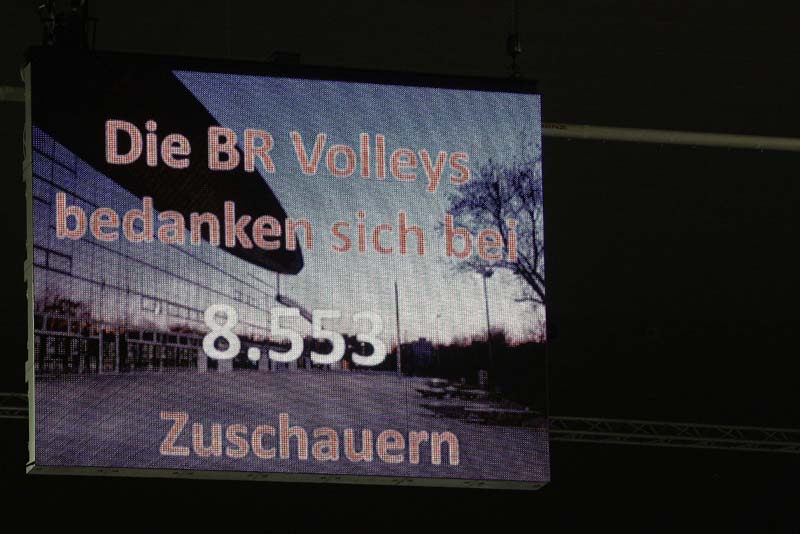 Die BR Volleys
bedanken sich bei
8.553
Zuschauern